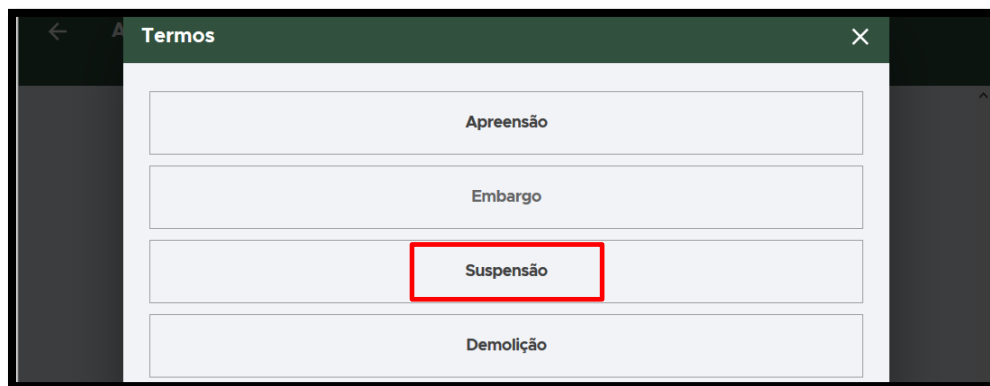 A
Termos
Apreensão
Embargo
Suspensão
Demolição